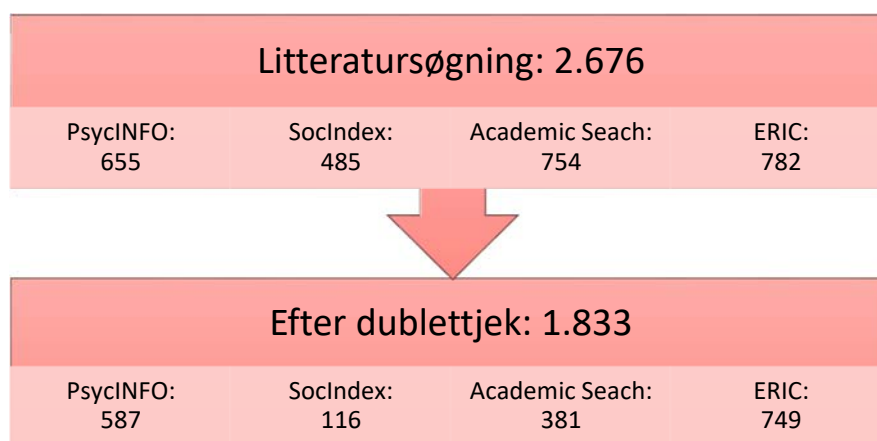 Litteratursøgning: 2.676
PsycINFO:
655
SocIndex:
485
Academic Seach:
754
ERIC:
782
Efter dublettjek: 1.833
PsycINFO:
587
SocIndex:
116
Academic Seach:
381
ERIC:
749